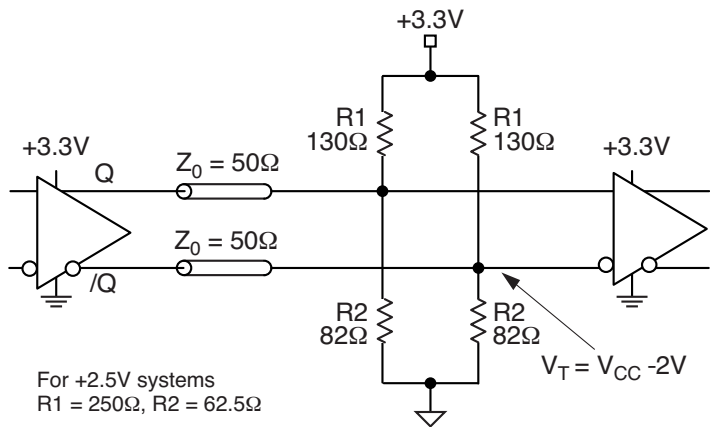 +3.3V
R1
130Ω
R1
130Ω
+3.3V
Q
Z0 = 50Ω
+3.3V
Z0 = 50Ω
/Q
R2
82Ω
R2
82Ω
VT = VCC -2V
For +2.5V systems
R1 = 250Ω, R2 = 62.5Ω